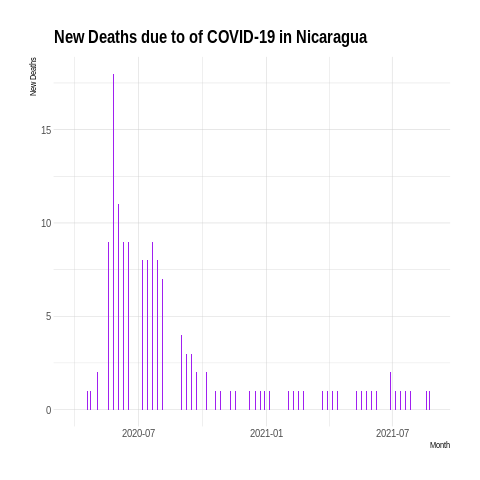 New Deaths due to of COVID-19 in Nicaragua
New Deaths
15
10
5
0
2020-07
2021-01
2021-07
Month